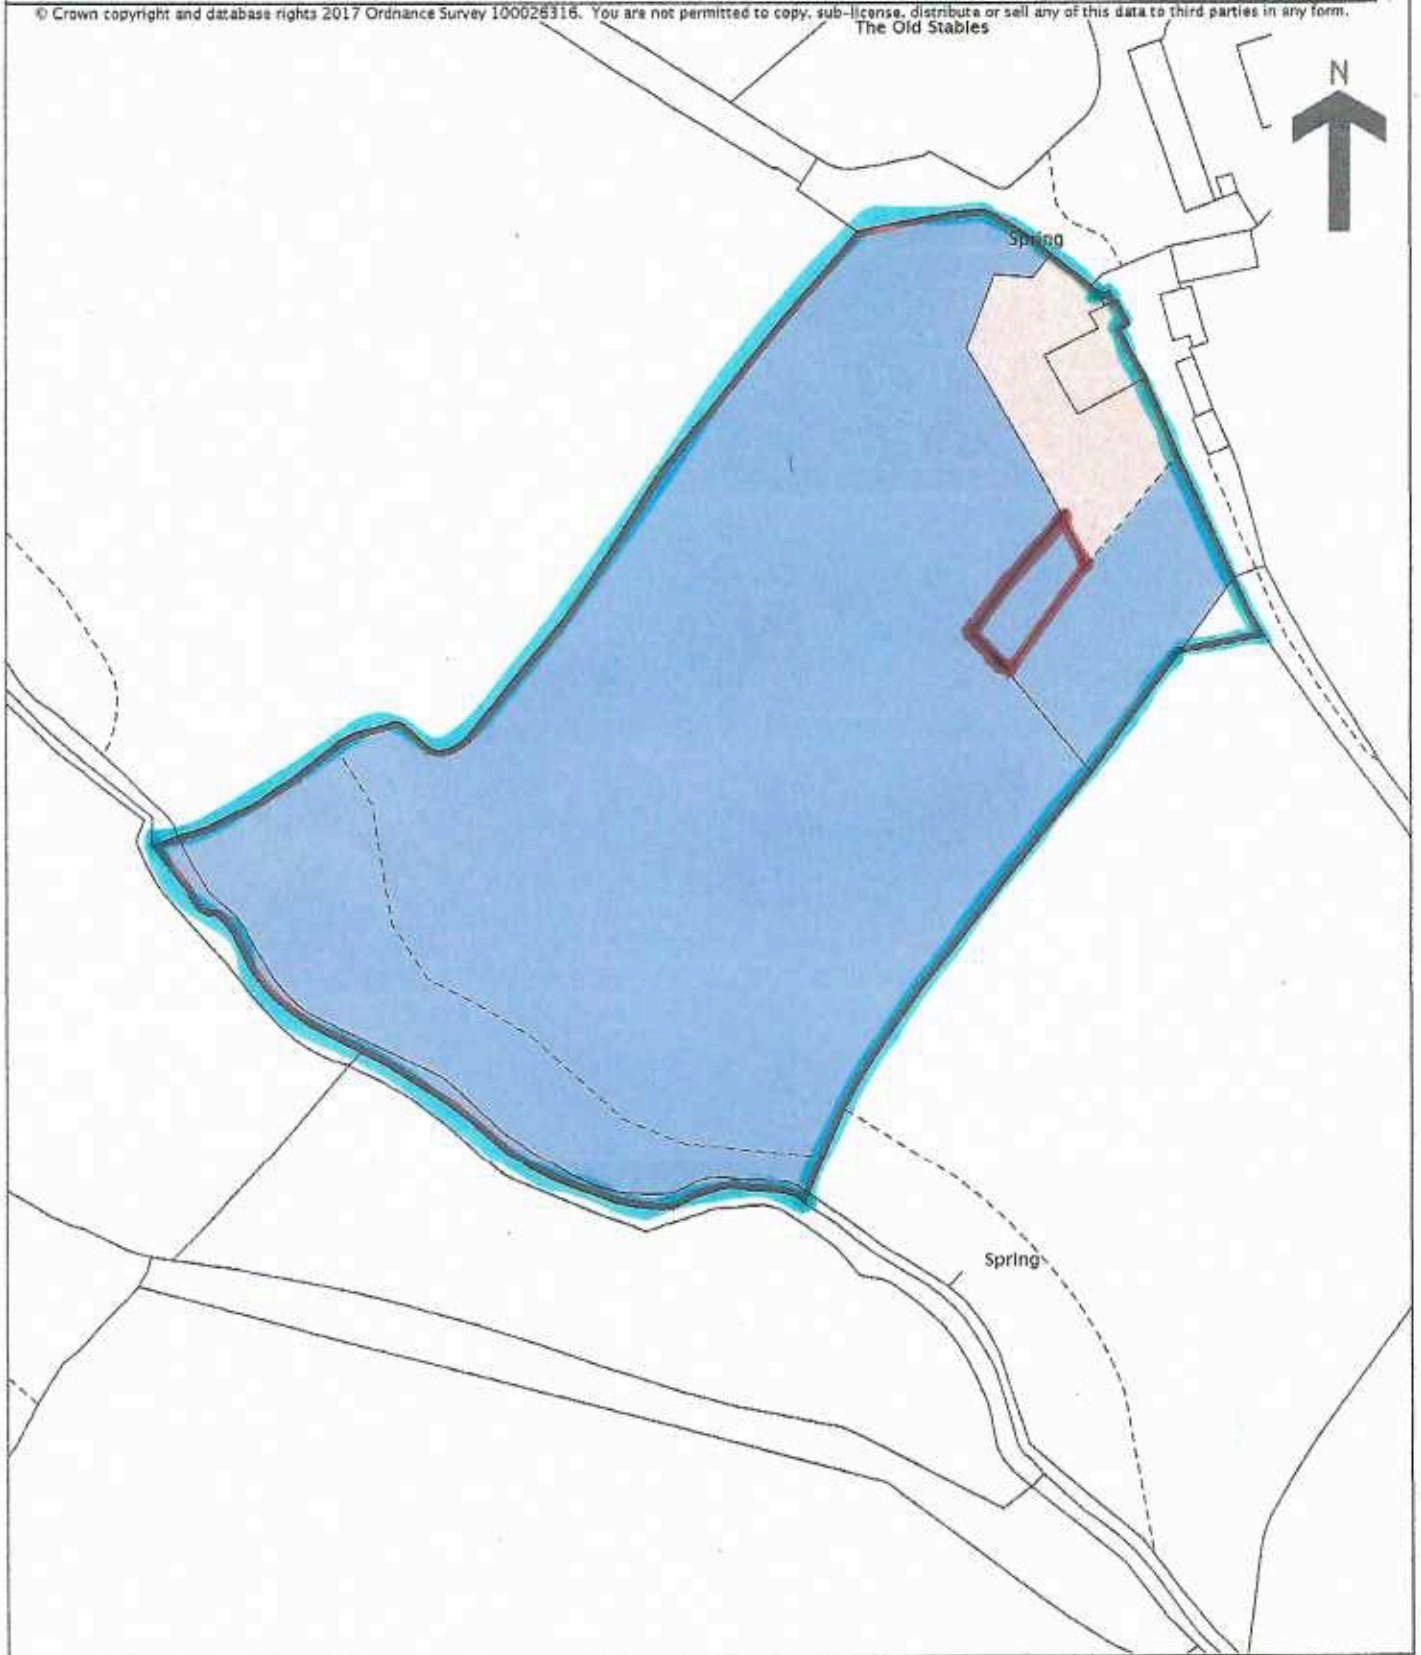 © Crown copyright and database rights 2017 Ordnance Survey 100026316. You are not permitted to copy, sub-license, distribute or sell any of this data to third parties in any form.
The Old Stables
N
Spring
Spring